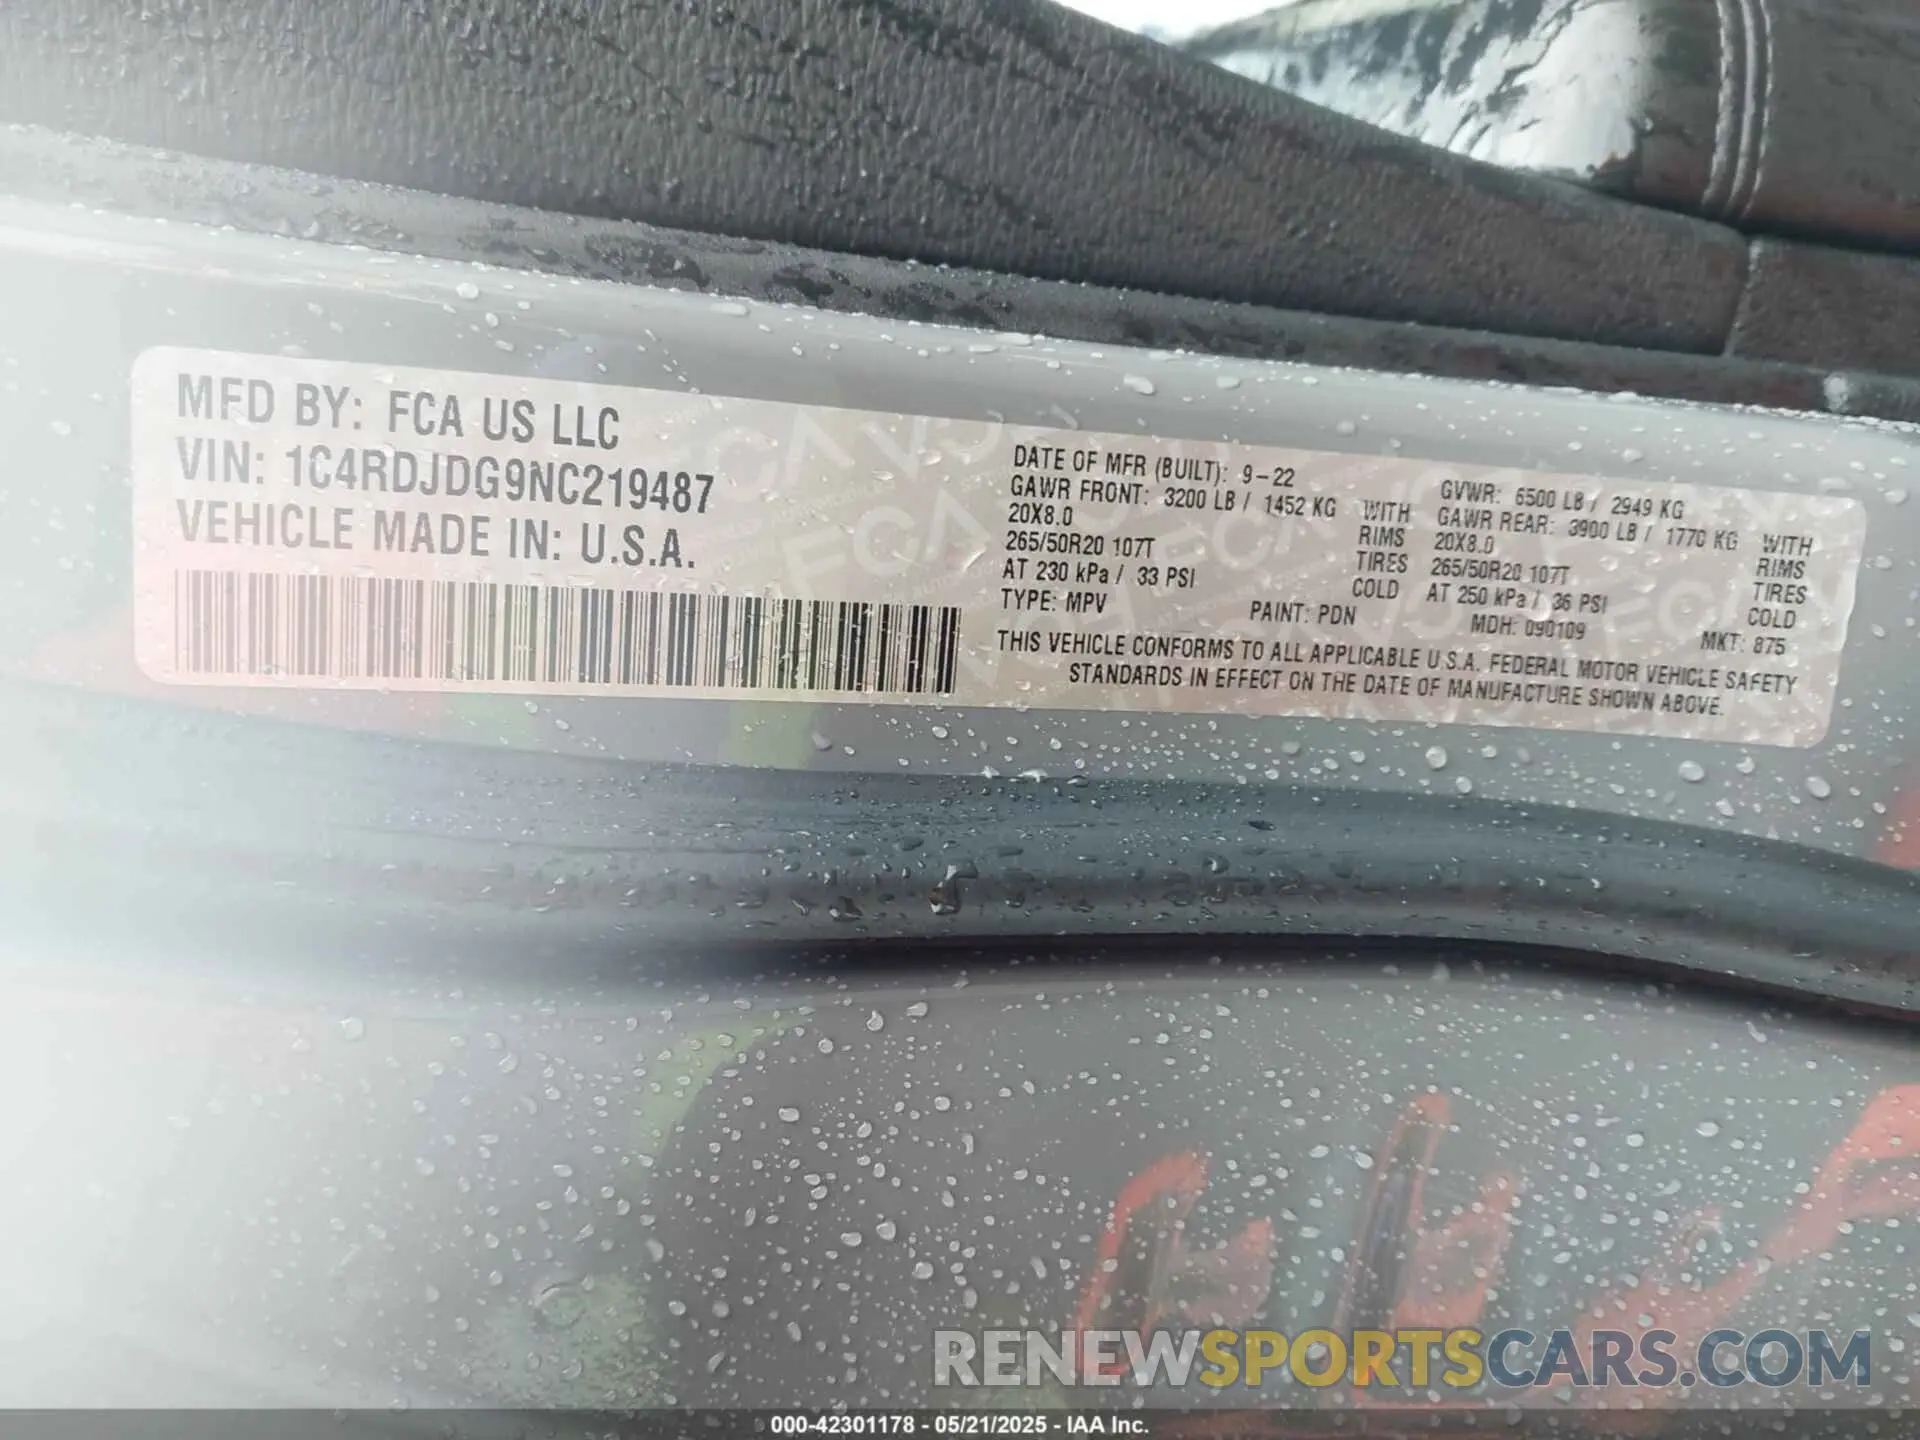 MFD BY: FCA US LLC
VIN: 1C4RDJDG9NC219487
VEHICLE MADE IN: U.S.A.
DATE OF MFR (BUILT): 9-22 GVWR: 6500 LB / 2949 KG
GAWR FRONT: 3200 LB / 1452 KG WITH GAWR REAR: 3900 LB / 1770 KG WITH
20X8.0 RIMS 20X8.0 RIMS
265/50R20 107T TIRES 265/50R20 107T TIRES
AT 230 kPa / 33 PSI COLD AT 250 kPa / 36 PSI COLD
TYPE: MPV PAINT: PDN MDH: 090109 MKT: 875
THIS VEHICLE CONFORMS TO ALL APPLICABLE U.S.A. FEDERAL MOTOR VEHICLE SAFETY
STANDARDS IN EFFECT ON THE DATE OF MANUFACTURE SHOWN ABOVE.
RENEWSPORTSCARS.COM
000-42301178 - 05/21/2025 - IAA Inc.